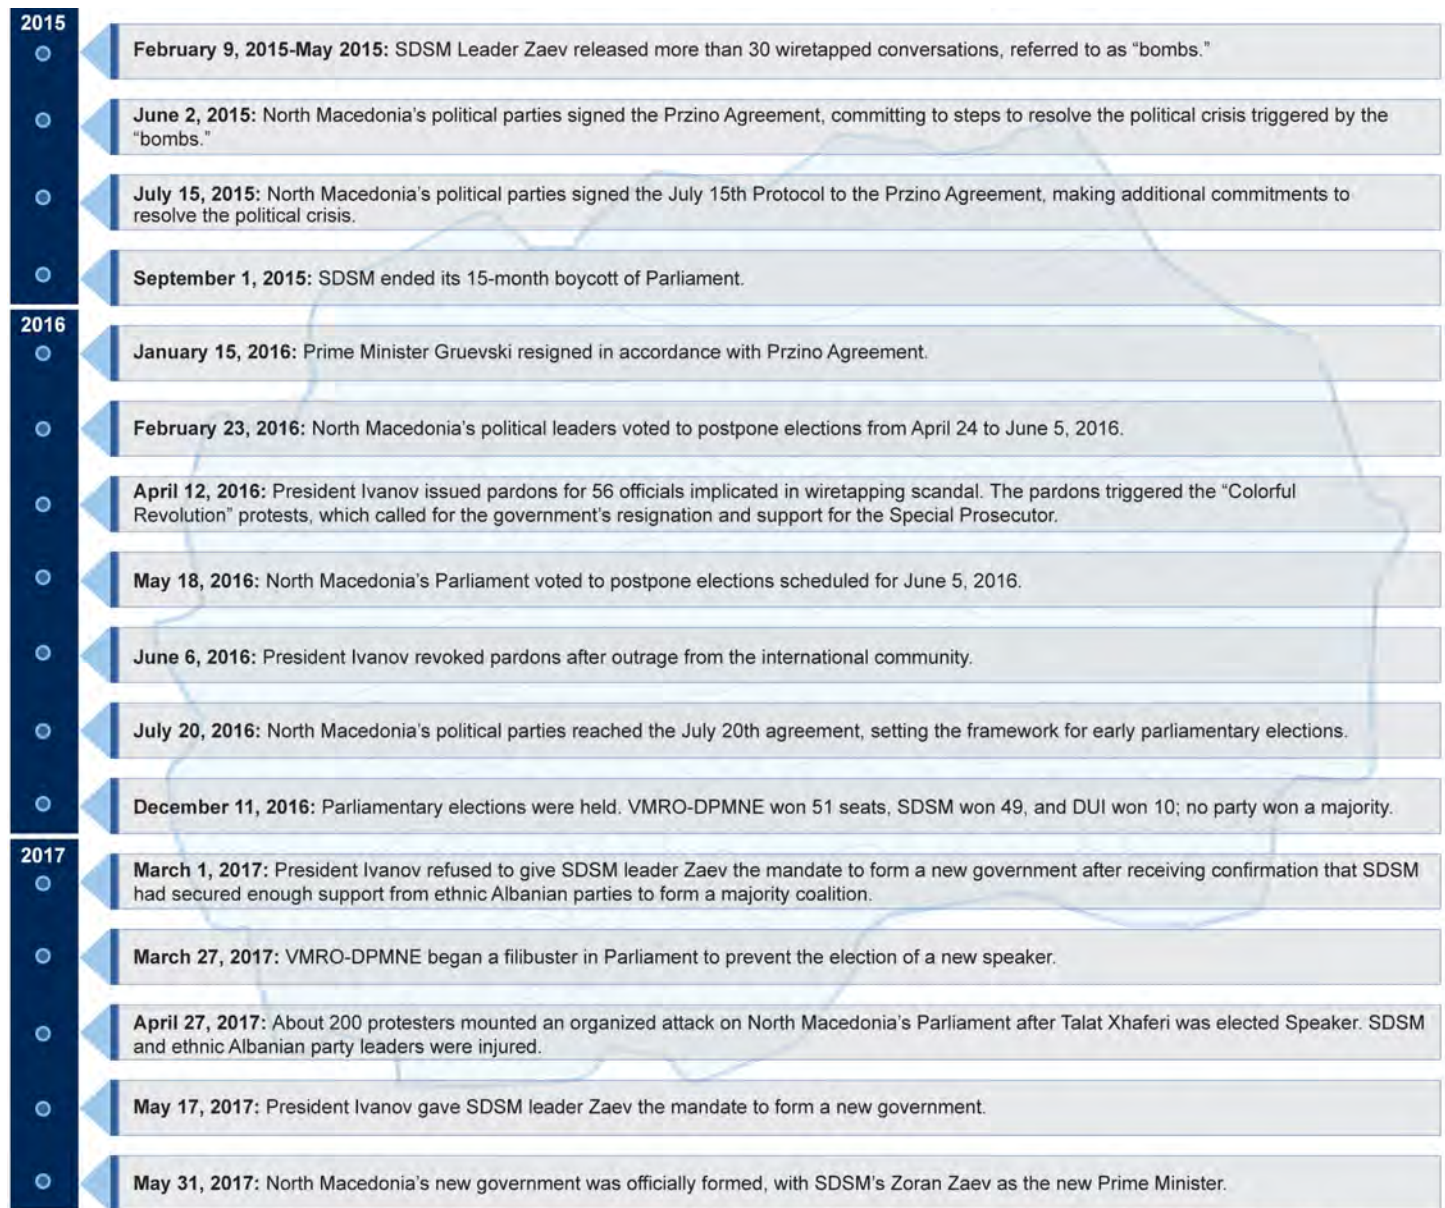 2015
February 9, 2015-May 2015: SDSM Leader Zaev released more than 30 wiretapped conversations, referred to as “bombs.”
June 2, 2015: North Macedonia’s political parties signed the Przino Agreement, committing to steps to resolve the political crisis triggered by the
“bombs.”
July 15, 2015: North Macedonia’s political parties signed the July 15th Protocol to the Przino Agreement, making additional commitments to
resolve the political crisis.
September 1, 2015: SDSM ended its 15-month boycott of Parliament.
2016
January 15, 2016: Prime Minister Gruevski resigned in accordance with Przino Agreement.
February 23, 2016: North Macedonia’s political leaders voted to postpone elections from April 24 to June 5, 2016.
April 12, 2016: President Ivanov issued pardons for 56 officials implicated in wiretapping scandal. The pardons triggered the “Colorful
Revolution” protests, which called for the government’s resignation and support for the Special Prosecutor.
May 18, 2016: North Macedonia’s Parliament voted to postpone elections scheduled for June 5, 2016.
June 6, 2016: President Ivanov revoked pardons after outrage from the international community.
July 20, 2016: North Macedonia’s political parties reached the July 20th agreement, setting the framework for early parliamentary elections.
December 11, 2016: Parliamentary elections were held. VMRO-DPMNE won 51 seats, SDSM won 49, and DUI won 10; no party won a majority.
2017
March 1, 2017: President Ivanov refused to give SDSM leader Zaev the mandate to form a new government after receiving confirmation that SDSM
had secured enough support from ethnic Albanian parties to form a majority coalition.
March 27, 2017: VMRO-DPMNE began a filibuster in Parliament to prevent the election of a new speaker.
April 27, 2017: About 200 protesters mounted an organized attack on North Macedonia’s Parliament after Talat Xhaferi was elected Speaker. SDSM
and ethnic Albanian party leaders were injured.
May 17, 2017: President Ivanov gave SDSM leader Zaev the mandate to form a new government.
May 31, 2017: North Macedonia’s new government was officially formed, with SDSM’s Zoran Zaev as the new Prime Minister.